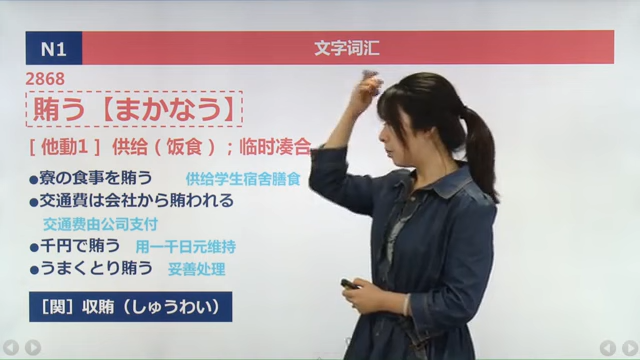 N1
文字词汇
2868
賄う【まかなう】
[ 他動1 ] 供给（饭食）；临时凑合
●寮の食事を賄う 供给学生宿舍膳食
●交通費は会社から賄われる
交通费由公司支付
●千円で賄う 用一千日元维持
●うまくとり賄う 妥善处理
［関］収賄（しゅうわい）